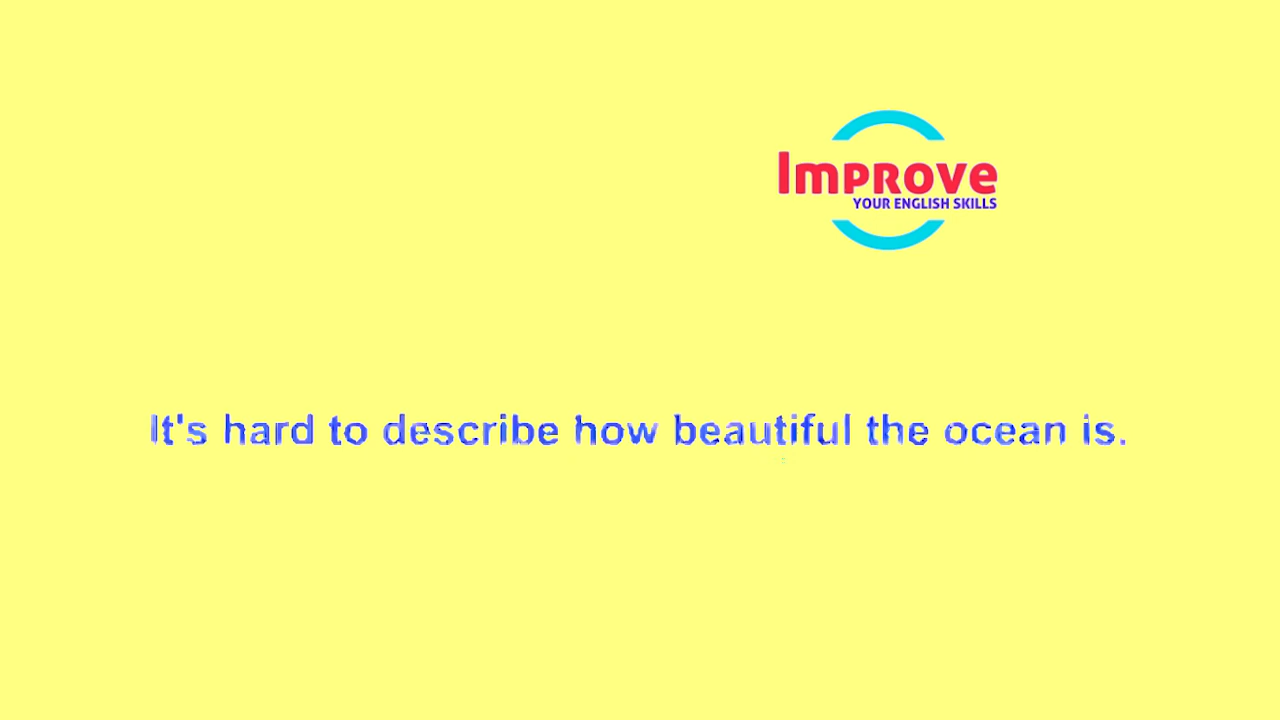 Improve
YOUR ENGLISH SKILLS
It's hard to describe how beautiful the ocean is.